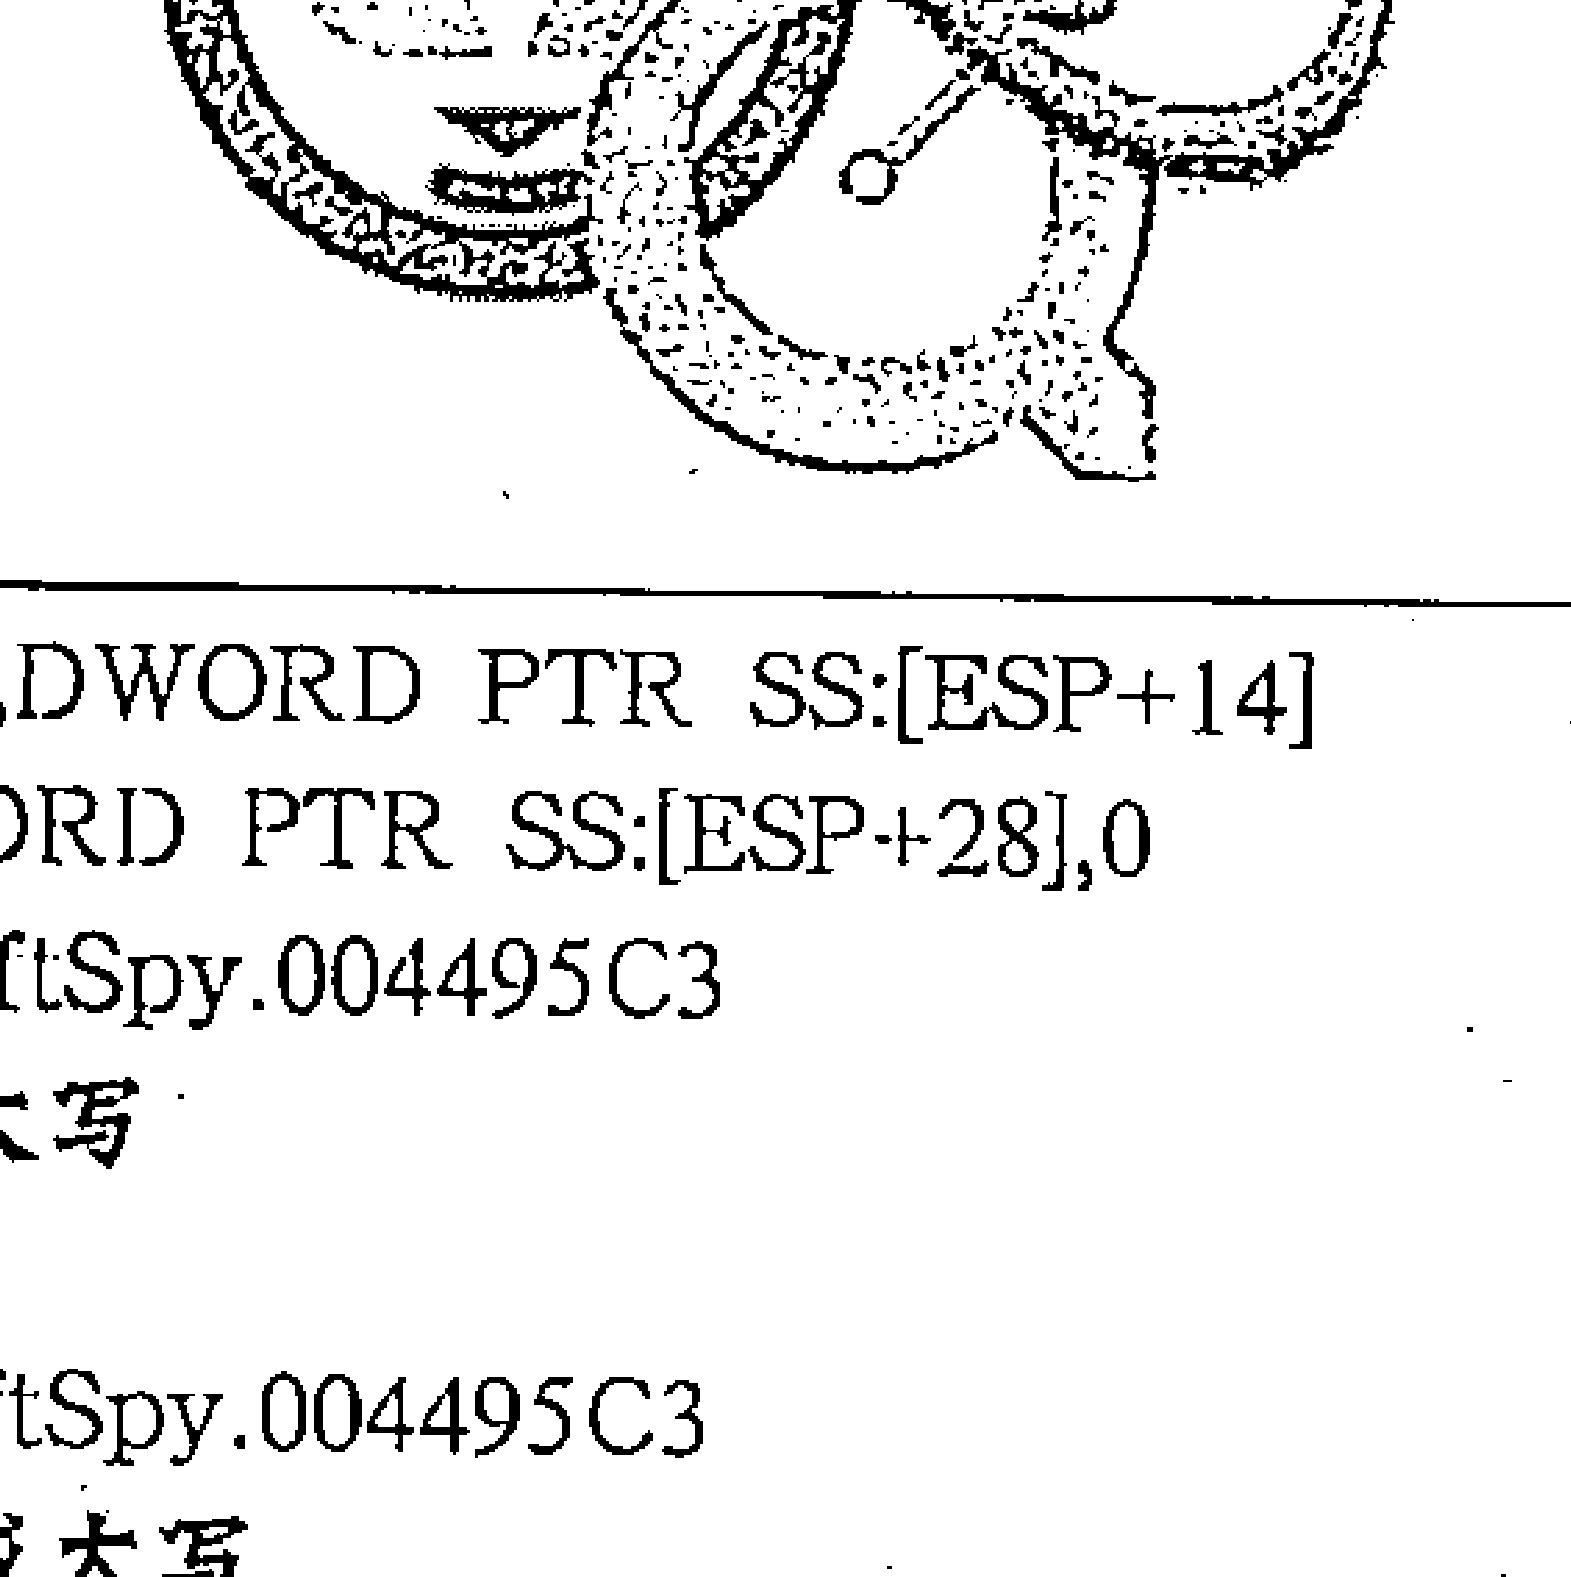 ,DWORD PTR SS:[ESP+14]
ORD PTR SS:[ESP+28],0
ftSpy.004495C3
大写
ftSpy.004495C3
大写